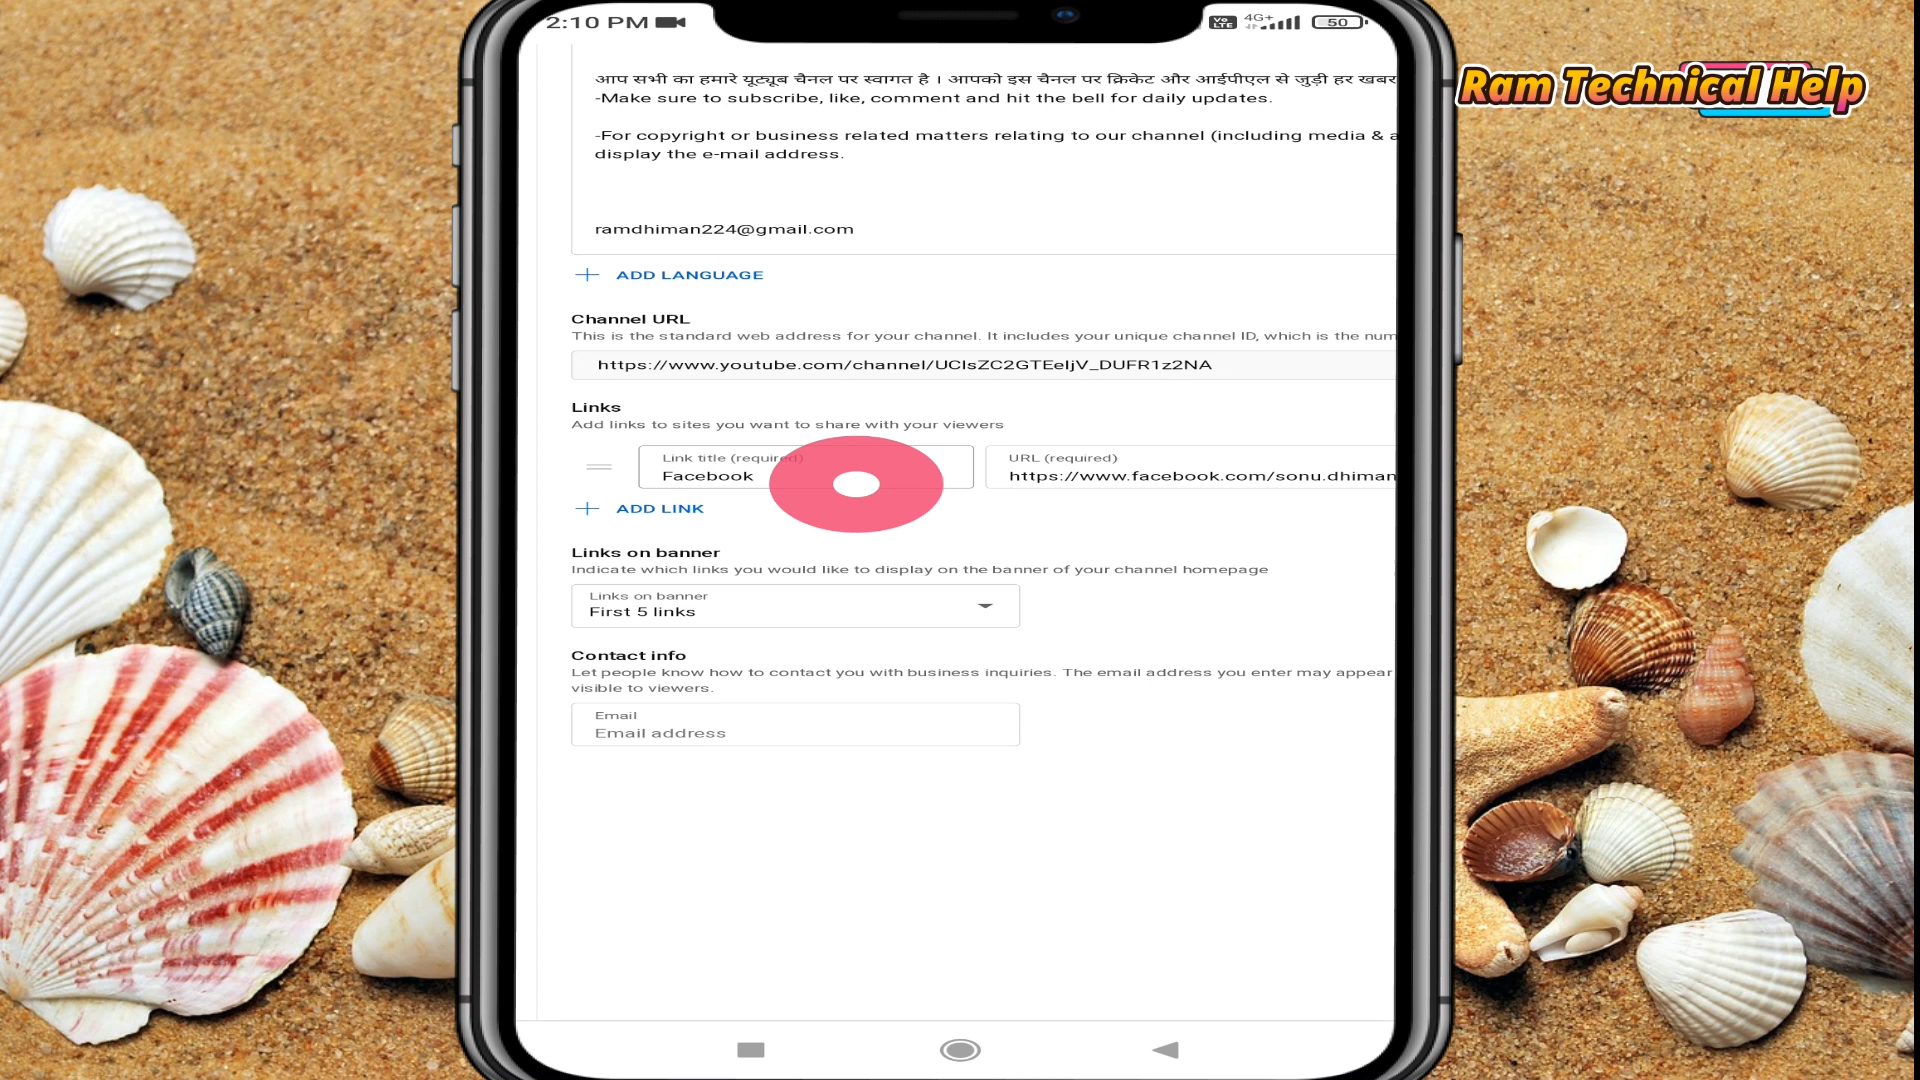 2:10 PM
Vo LTE 4G+ 50
Ram Technical Help
आप सभी का हमारे यूट्यूब चैनल पर स्वागत है । आपको इस चैनल पर क्रिकेट और आईपीएल से जुड़ी हर खबर
-Make sure to subscribe, like, comment and hit the bell for daily updates.
-For copyright or business related matters relating to our channel (including media & a
display the e-mail address.
ramdhiman224@gmail.com
ADD LANGUAGE
Channel URL
This is the standard web address for your channel. It includes your unique channel ID, which is the num
https://www.youtube.com/channel/UCIsZC2GTEeIjV_DUFR1z2NA
Links
Add links to sites you want to share with your viewers
Link title (required) URL (required)
Facebook https://www.facebook.com/sonu.dhiman
ADD LINK
Links on banner
Indicate which links you would like to display on the banner of your channel homepage
Links on banner
First 5 links
Contact info
Let people know how to contact you with business inquiries. The email address you enter may appear
visible to viewers.
Email
Email address